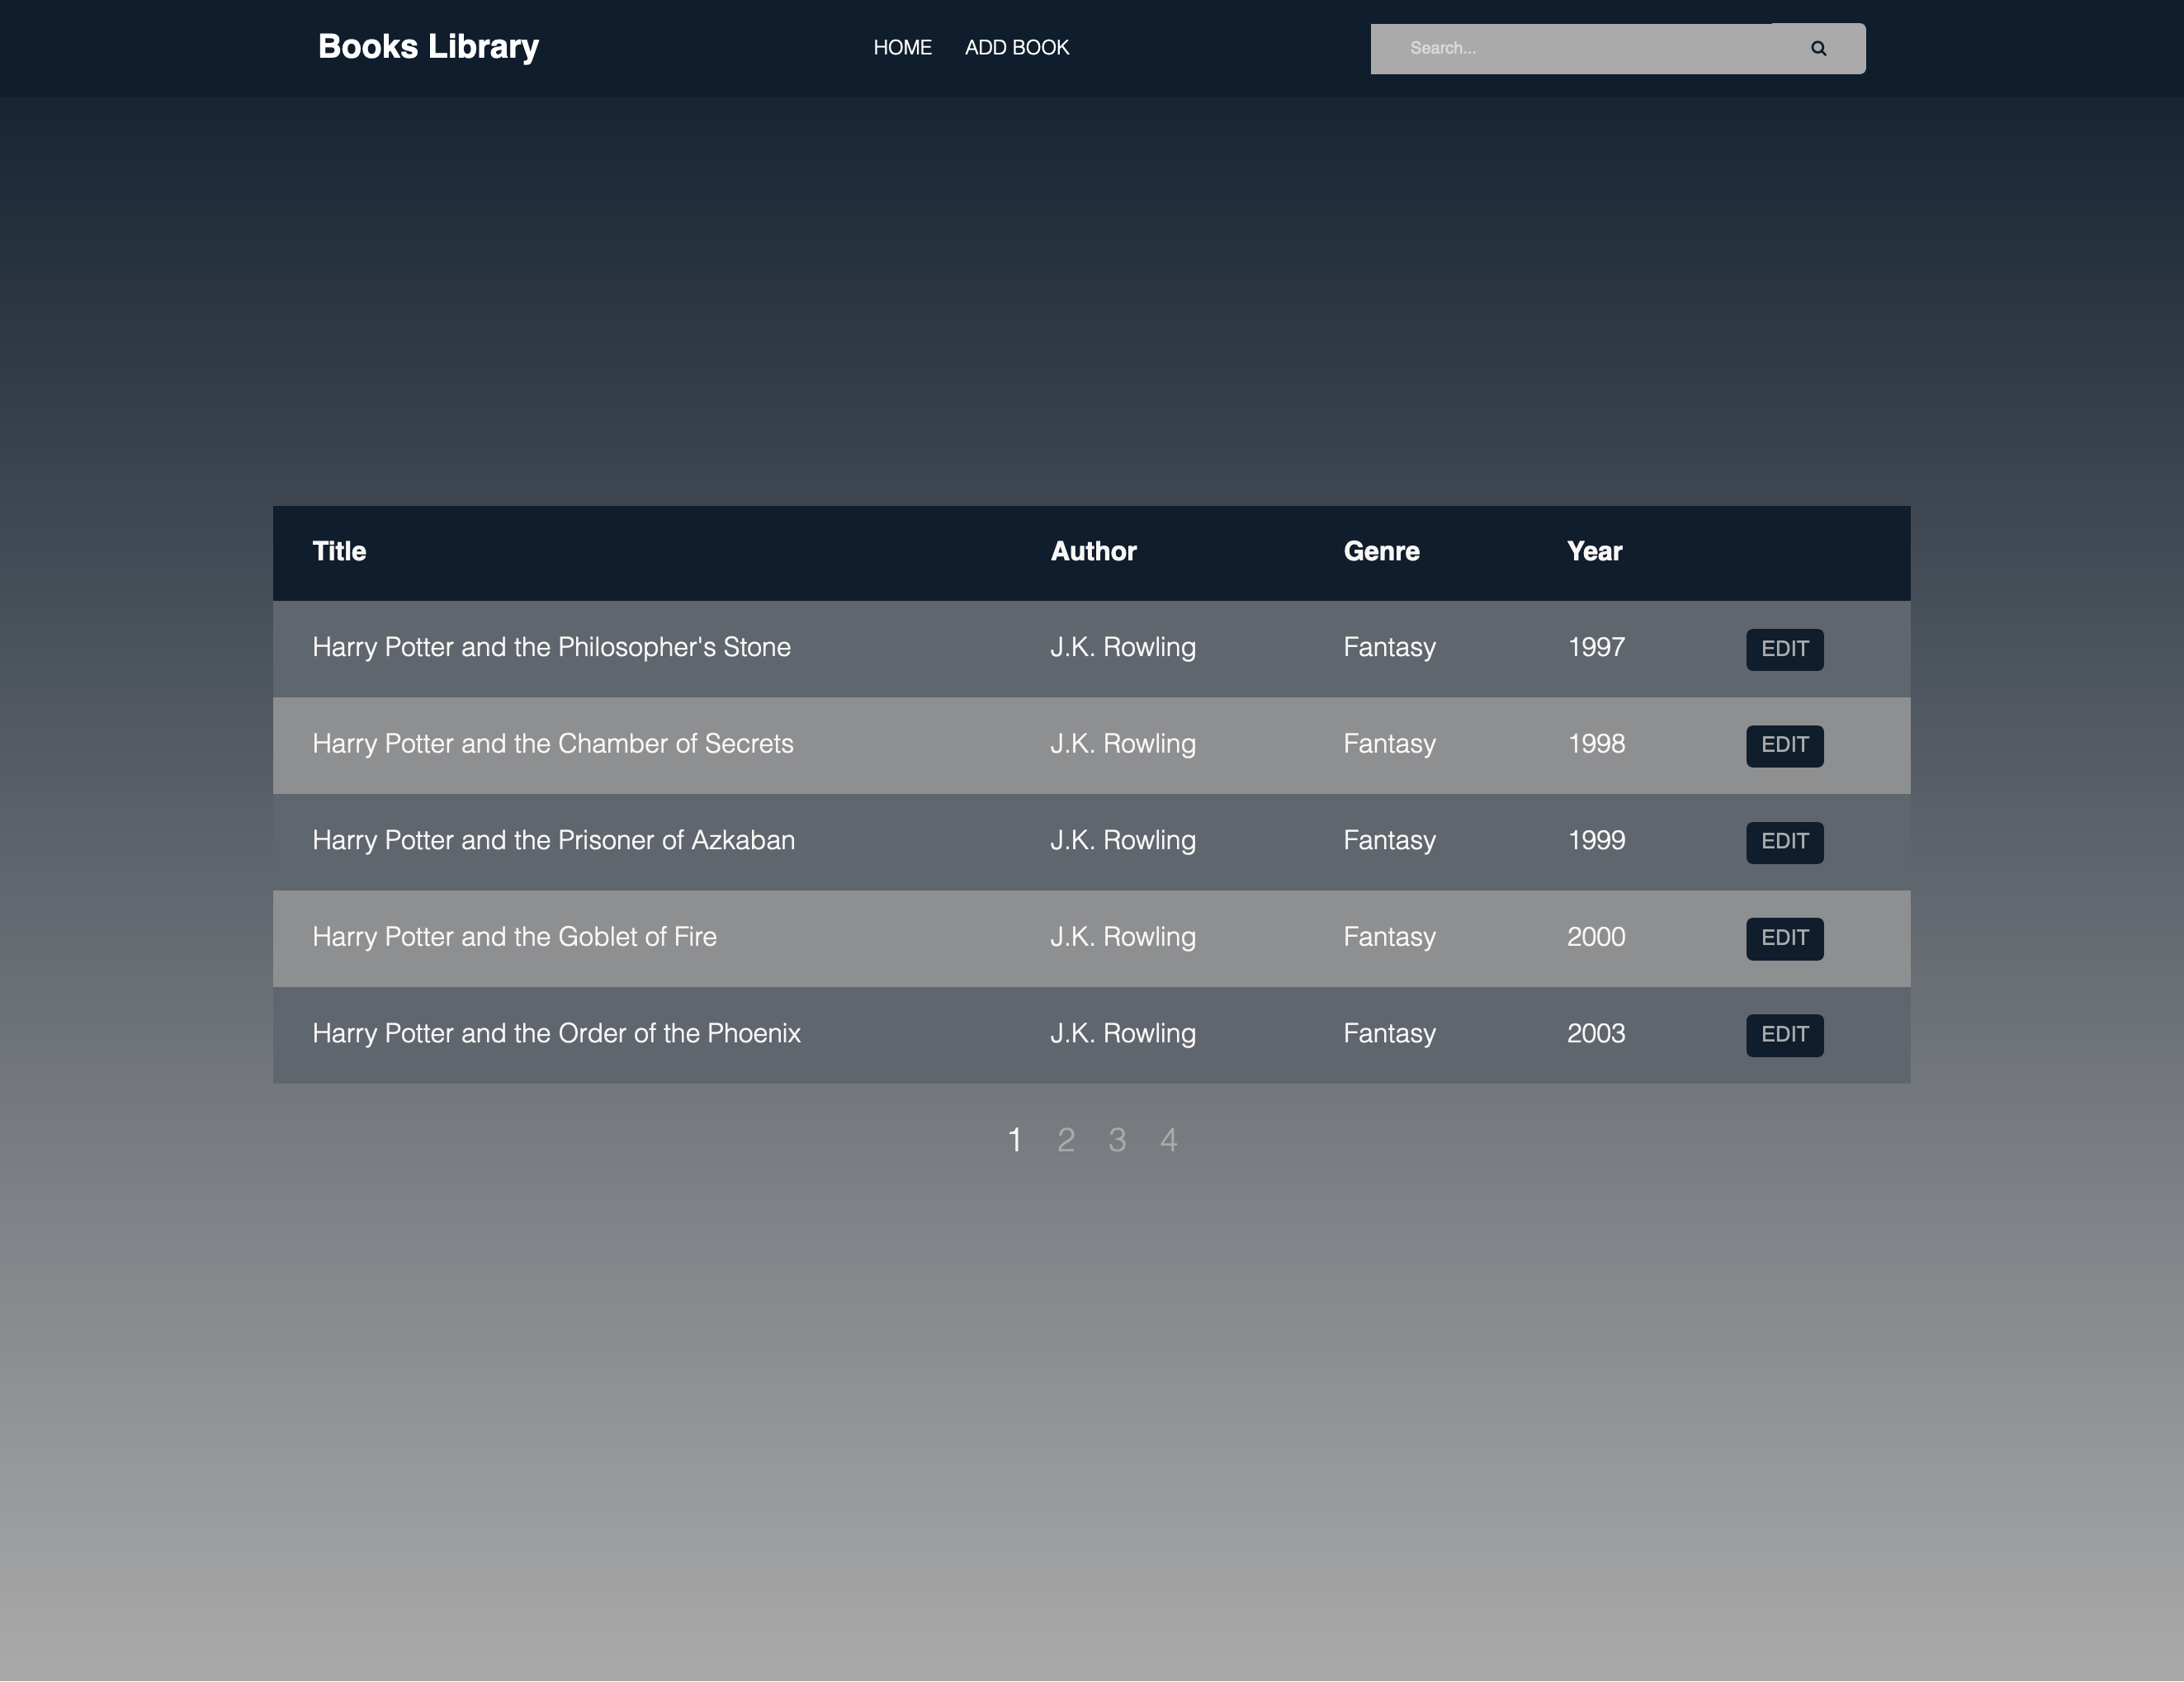 Books Library HOME ADD BOOK Search...
Title Author Genre Year
Harry Potter and the Philosopher's Stone J.K. Rowling Fantasy 1997 EDIT
Harry Potter and the Chamber of Secrets J.K. Rowling Fantasy 1998 EDIT
Harry Potter and the Prisoner of Azkaban J.K. Rowling Fantasy 1999 EDIT
Harry Potter and the Goblet of Fire J.K. Rowling Fantasy 2000 EDIT
Harry Potter and the Order of the Phoenix J.K. Rowling Fantasy 2003 EDIT
1 2 3 4